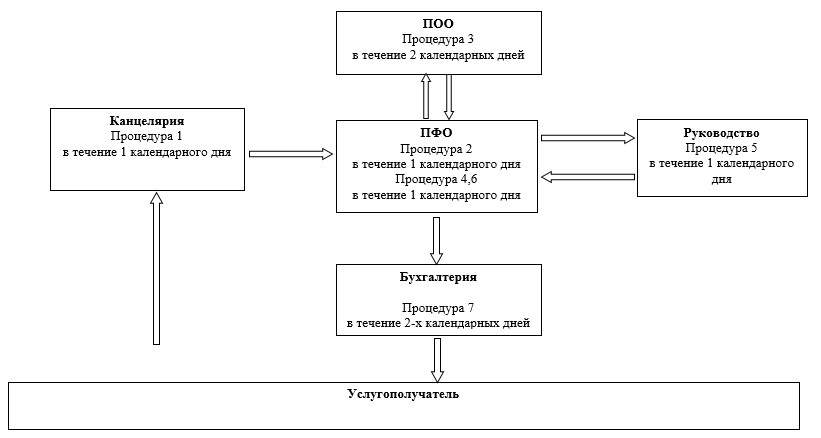 ПОО
Процедура 3
в течение 2 календарных дней
Канцелярия
Процедура 1
в течение 1 календарного дня
ПФО
Процедура 2
в течение 1 календарного дня
Процедура 4,6
в течение 1 календарного дня
Руководство
Процедура 5
в течение 1 календарного
дня
Бухгалтерия
Процедура 7
в течение 2-х календарных дней
Услугополучатель